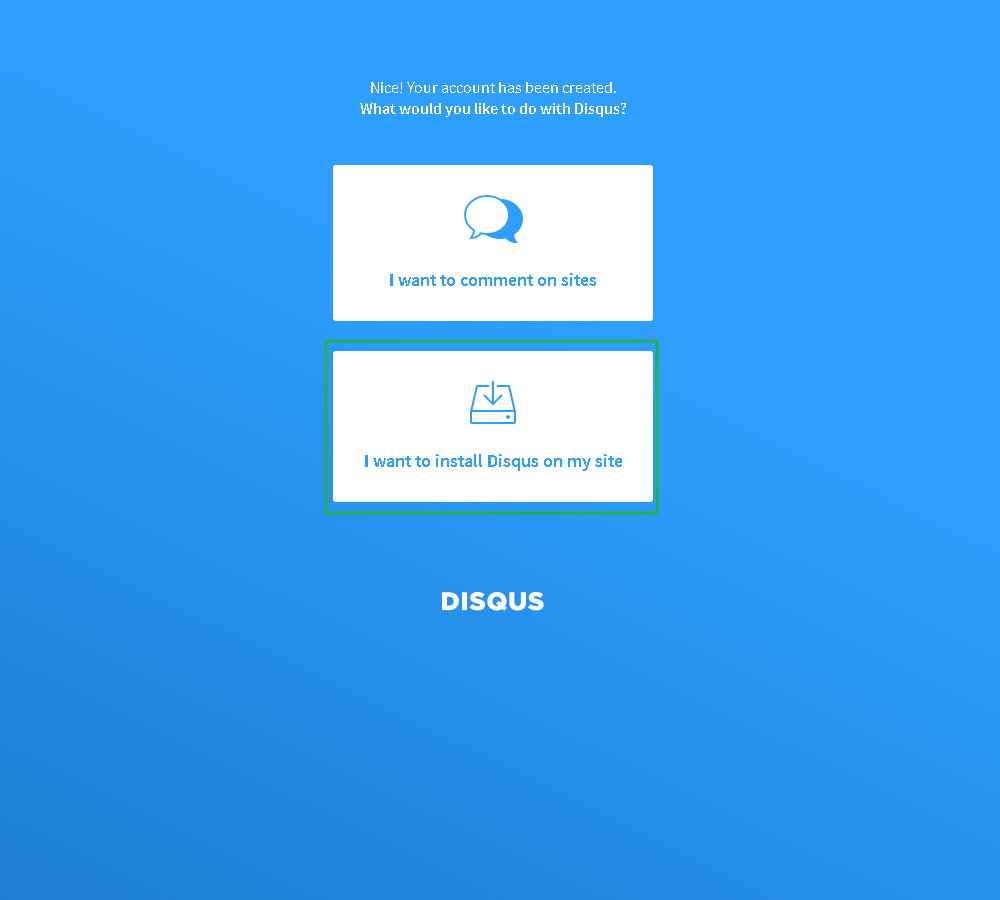 Nice! Your account has been created.
What would you like to do with Disqus?
I want to comment on sites
I want to install Disqus on my site
DISQUS